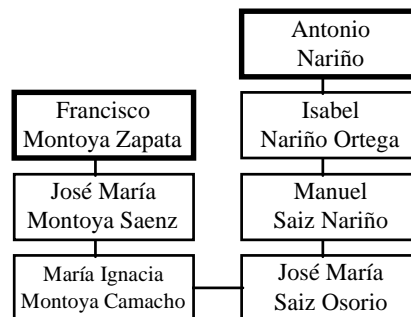 Antonio
Nariño
Francisco
Montoya Zapata
Isabel
Nariño Ortega
José María
Montoya Saenz
Manuel
Saiz Nariño
María Ignacia
Montoya Camacho
José María
Saiz Osorio